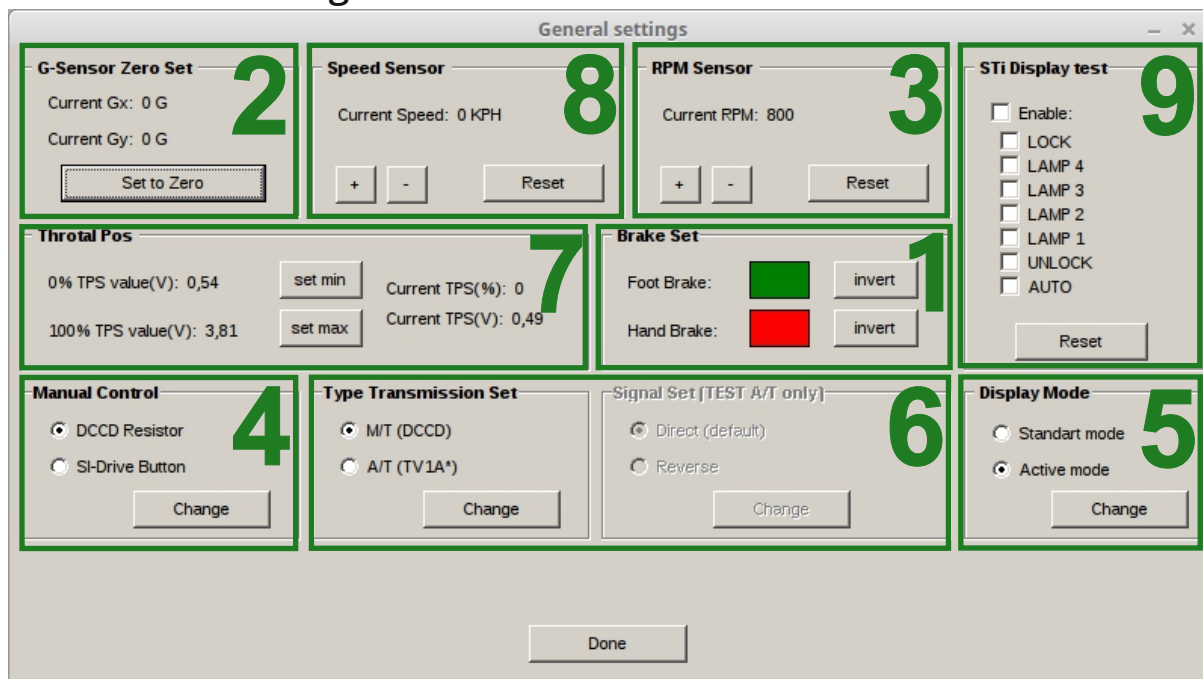 General settings
2
G-Sensor Zero Set
Current Gx: 0 G
Current Gy: 0 G
Set to Zero
8
Speed Sensor
Current Speed: 0 KPH
+ - Reset
3
RPM Sensor
Current RPM: 800
+ - Reset
9
STi Display test
Enable:
LOCK
LAMP 4
LAMP 3
LAMP 2
LAMP 1
UNLOCK
AUTO
Reset
7
Throtal Pos
0% TPS value(V): 0,54 set min
100% TPS value(V): 3,81 set max
Current TPS(%): 0
Current TPS(V): 0,49
1
Brake Set
Foot Brake: invert
Hand Brake: invert
4
Manual Control
DCCD Resistor
SI-Drive Button
Change
6
Type Transmission Set
M/T (DCCD)
A/T (TV1A*)
Change
Signal Set [TEST A/T only]
Direct (default)
Reverse
Change
5
Display Mode
Standart mode
Active mode
Change
Done